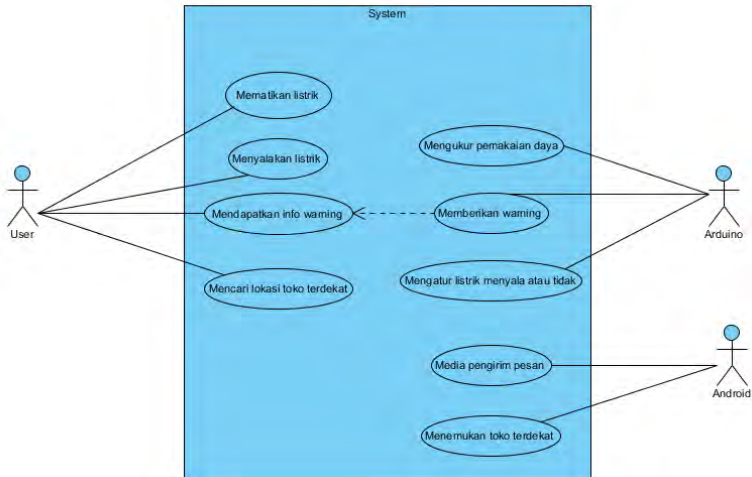 System
Mematikan listrik
Menyalakan listrik
Mendapatkan info warning
Mencari lokasi toko terdekat
Mengukur pemakaian daya
Memberikan warning
Mengatur listrik menyala atau tidak
Media pengirim pesan
Menemukan toko terdekat
User
Arduino
Android